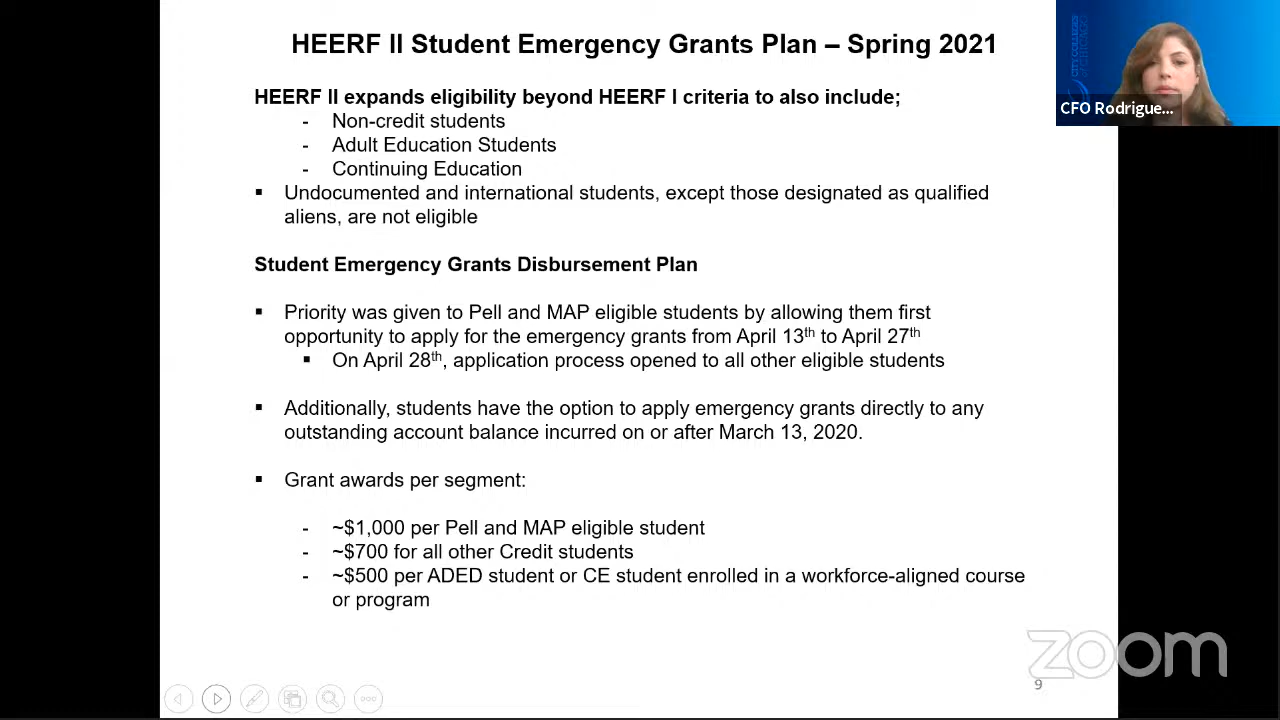 HEERF II Student Emergency Grants Plan – Spring 2021
HEERF II expands eligibility beyond HEERF I criteria to also include;
- Non-credit students
- Adult Education Students
- Continuing Education
▪ Undocumented and international students, except those designated as qualified
aliens, are not eligible
Student Emergency Grants Disbursement Plan
▪ Priority was given to Pell and MAP eligible students by allowing them first
opportunity to apply for the emergency grants from April 13th to April 27th
▪ On April 28th, application process opened to all other eligible students
▪ Additionally, students have the option to apply emergency grants directly to any
outstanding account balance incurred on or after March 13, 2020.
▪ Grant awards per segment:
- ~$1,000 per Pell and MAP eligible student
- ~$700 for all other Credit students
- ~$500 per ADED student or CE student enrolled in a workforce-aligned course
or program
9
zoom
CITY COLLEGES
of CHICAGO
CFO Rodrigue...